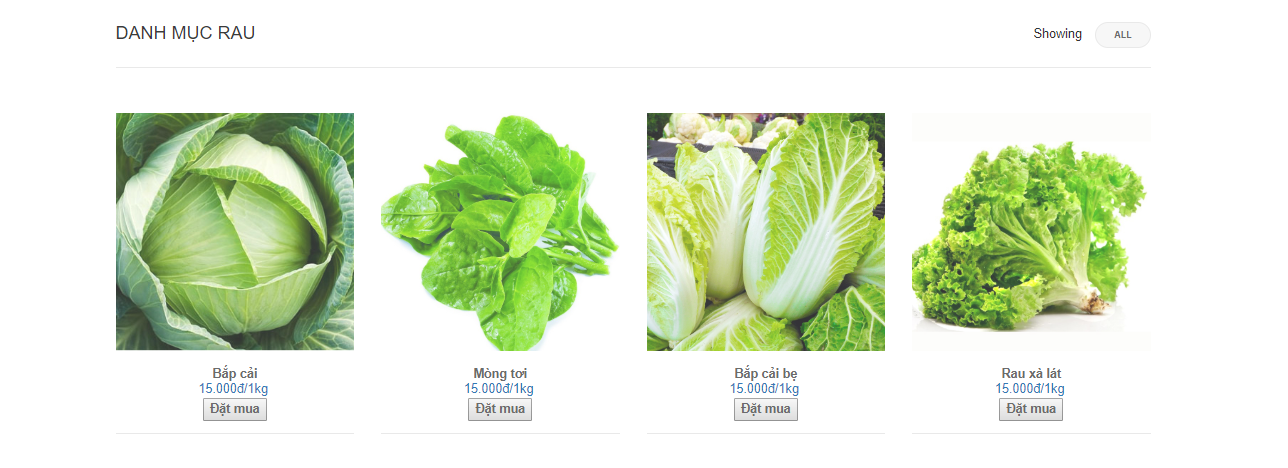 DANH MỤC RAU
Showing ALL
Bắp cải
15.000đ/1kg
Đặt mua
Mòng tơi
15.000đ/1kg
Đặt mua
Bắp cải bẹ
15.000đ/1kg
Đặt mua
Rau xà lát
15.000đ/1kg
Đặt mua